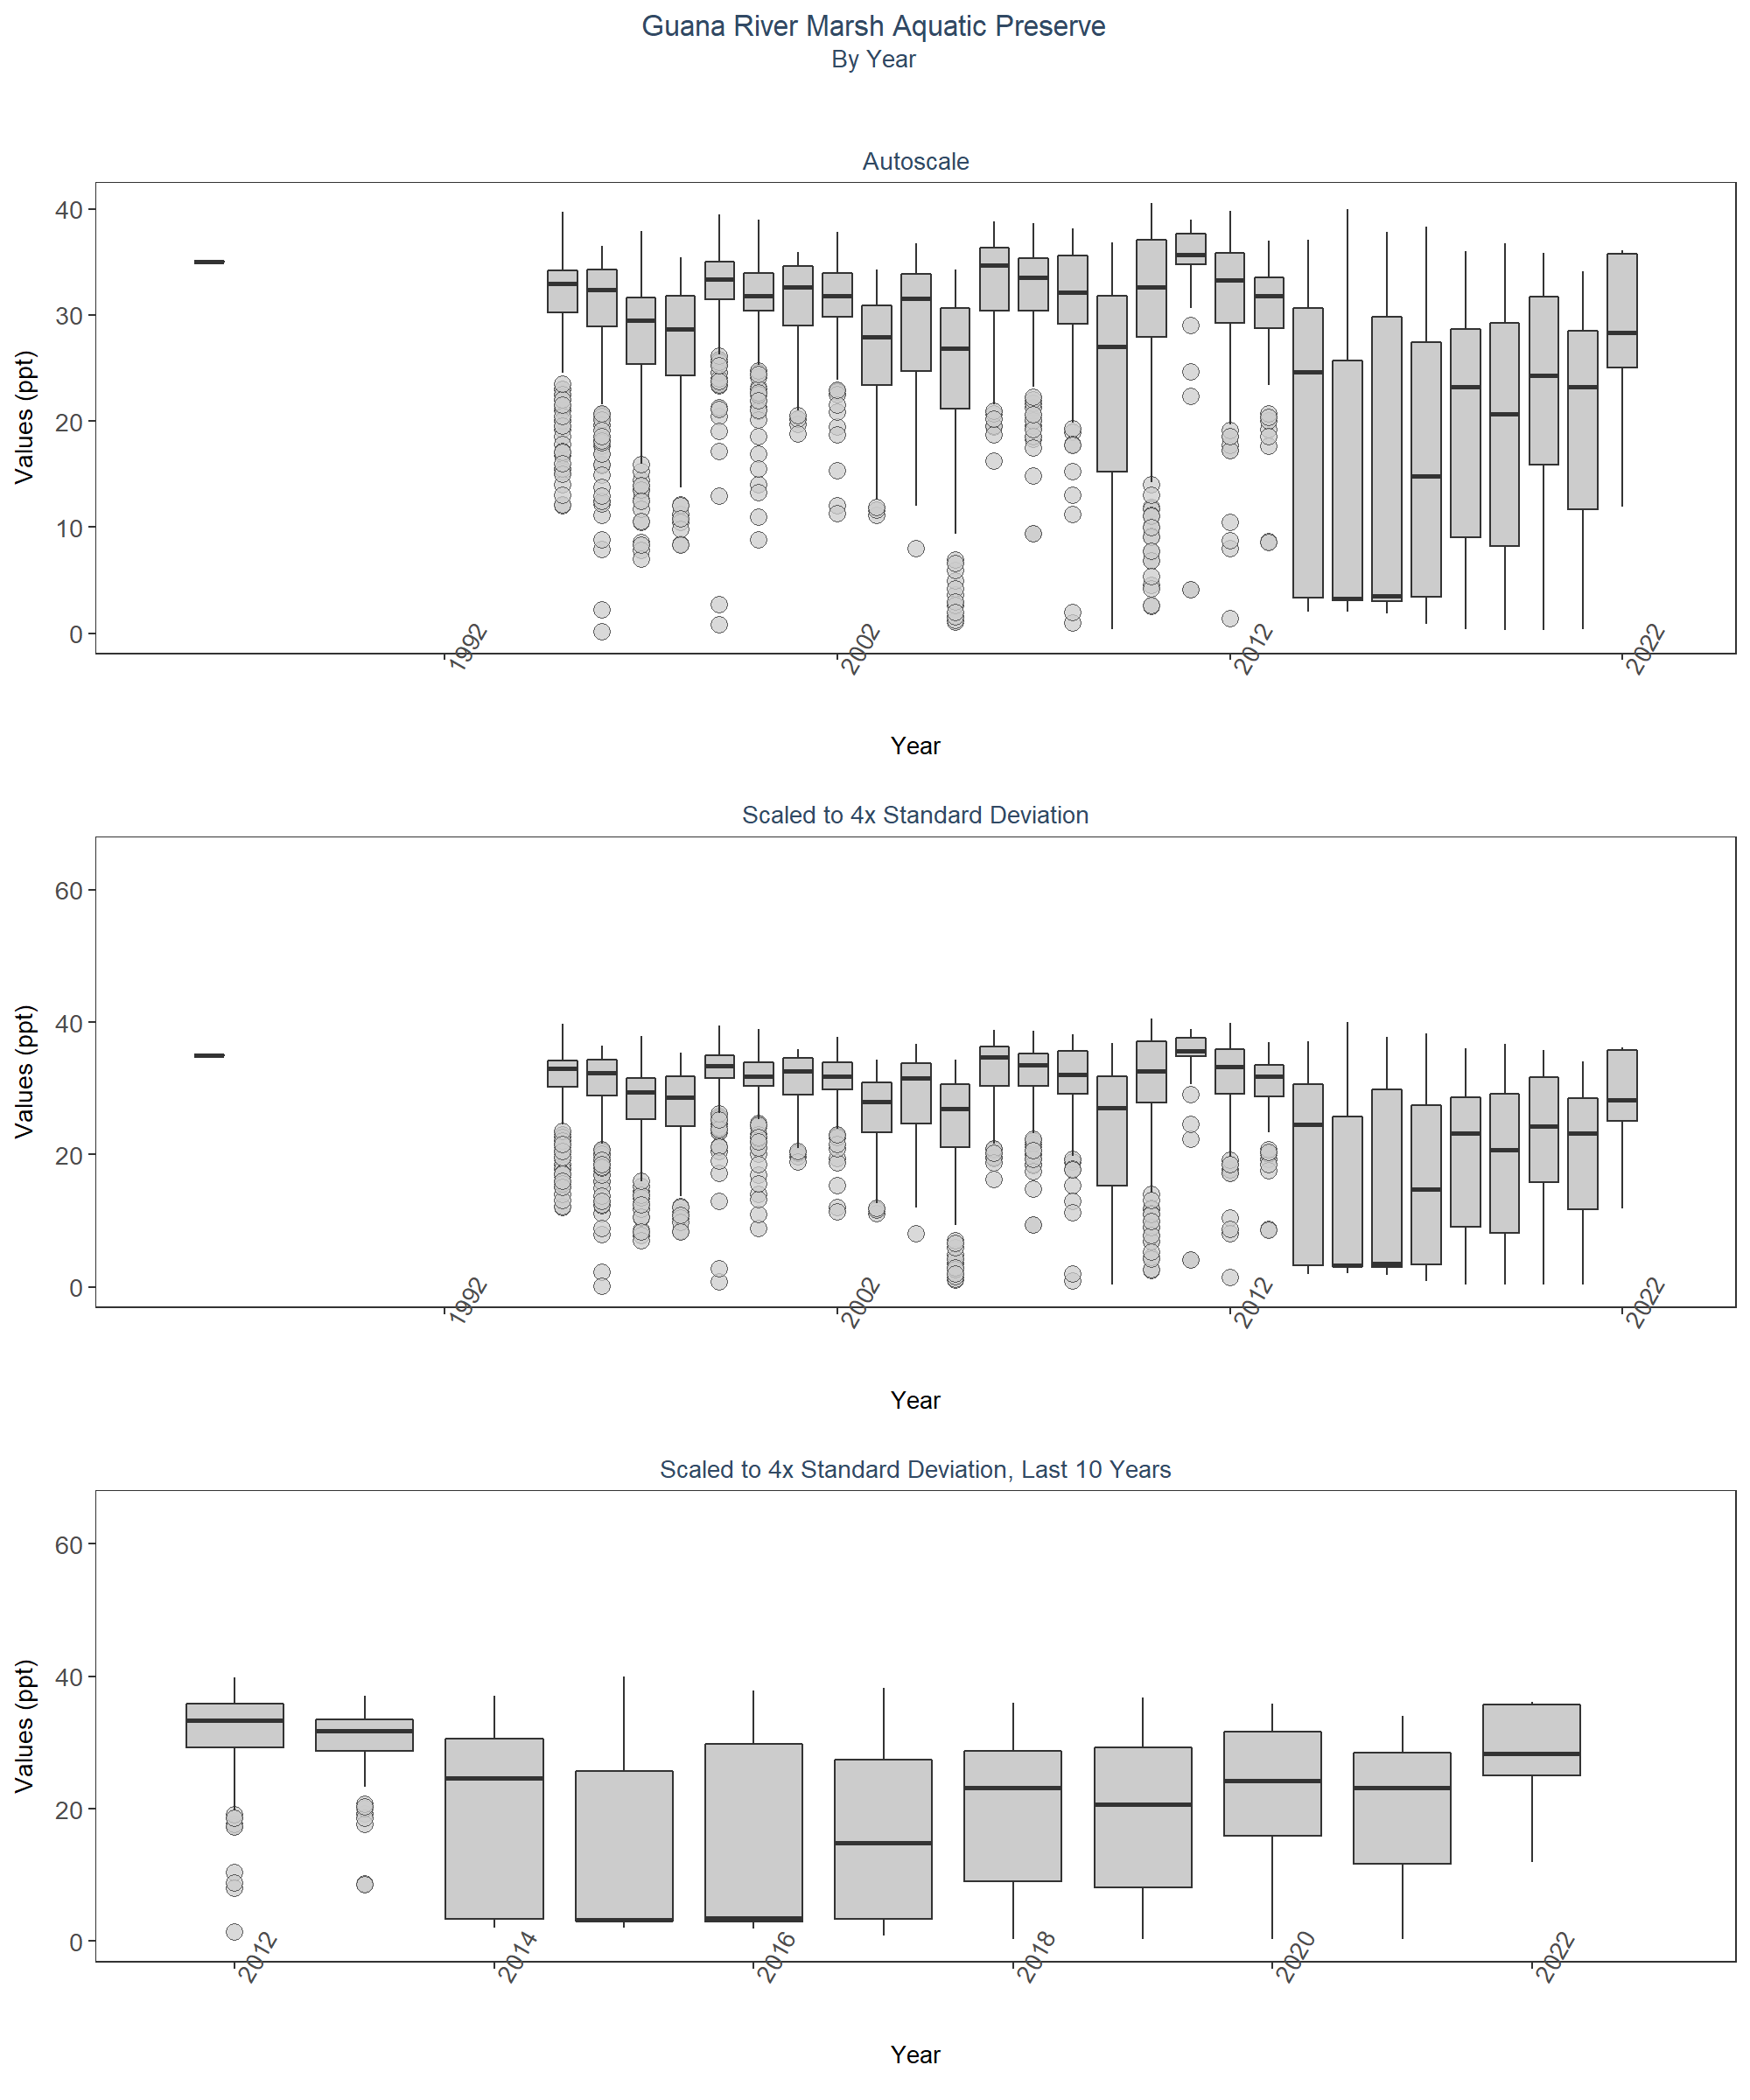 Guana River Marsh Aquatic Preserve
By Year
Autoscale
Values (ppt)
40
30
20
10
0
1992
2002
2012
2022
Year
Scaled to 4x Standard Deviation
Values (ppt)
60
40
20
0
1992
2002
2012
2022
Year
Scaled to 4x Standard Deviation, Last 10 Years
Values (ppt)
60
40
20
0
2012
2014
2016
2018
2020
2022
Year